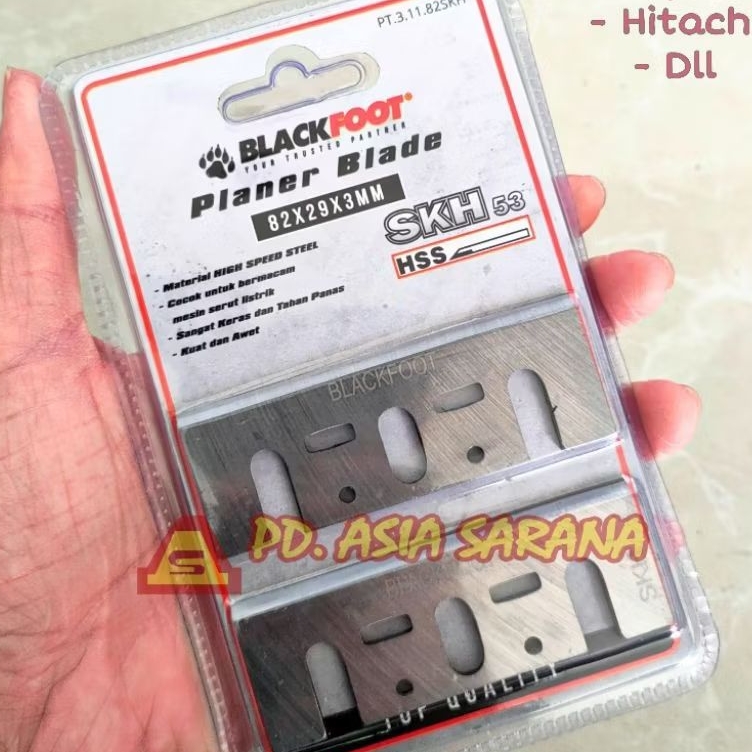 PT.3.11.82SKH
- Hitach
- Dll
BLACKFOOT
YOUR TRUSTED PARTNER
Planer Blade
82X29X3MM
SKH 53
HSS
- Material HIGH SPEED STEEL
- Cocok untuk bermacam
mesin serut listrik
- Sangat Keras dan Tahan Panas
- Kuat dan Awet
BLACKFOOT
PD. ASIA SARANA
TOP QUALITY